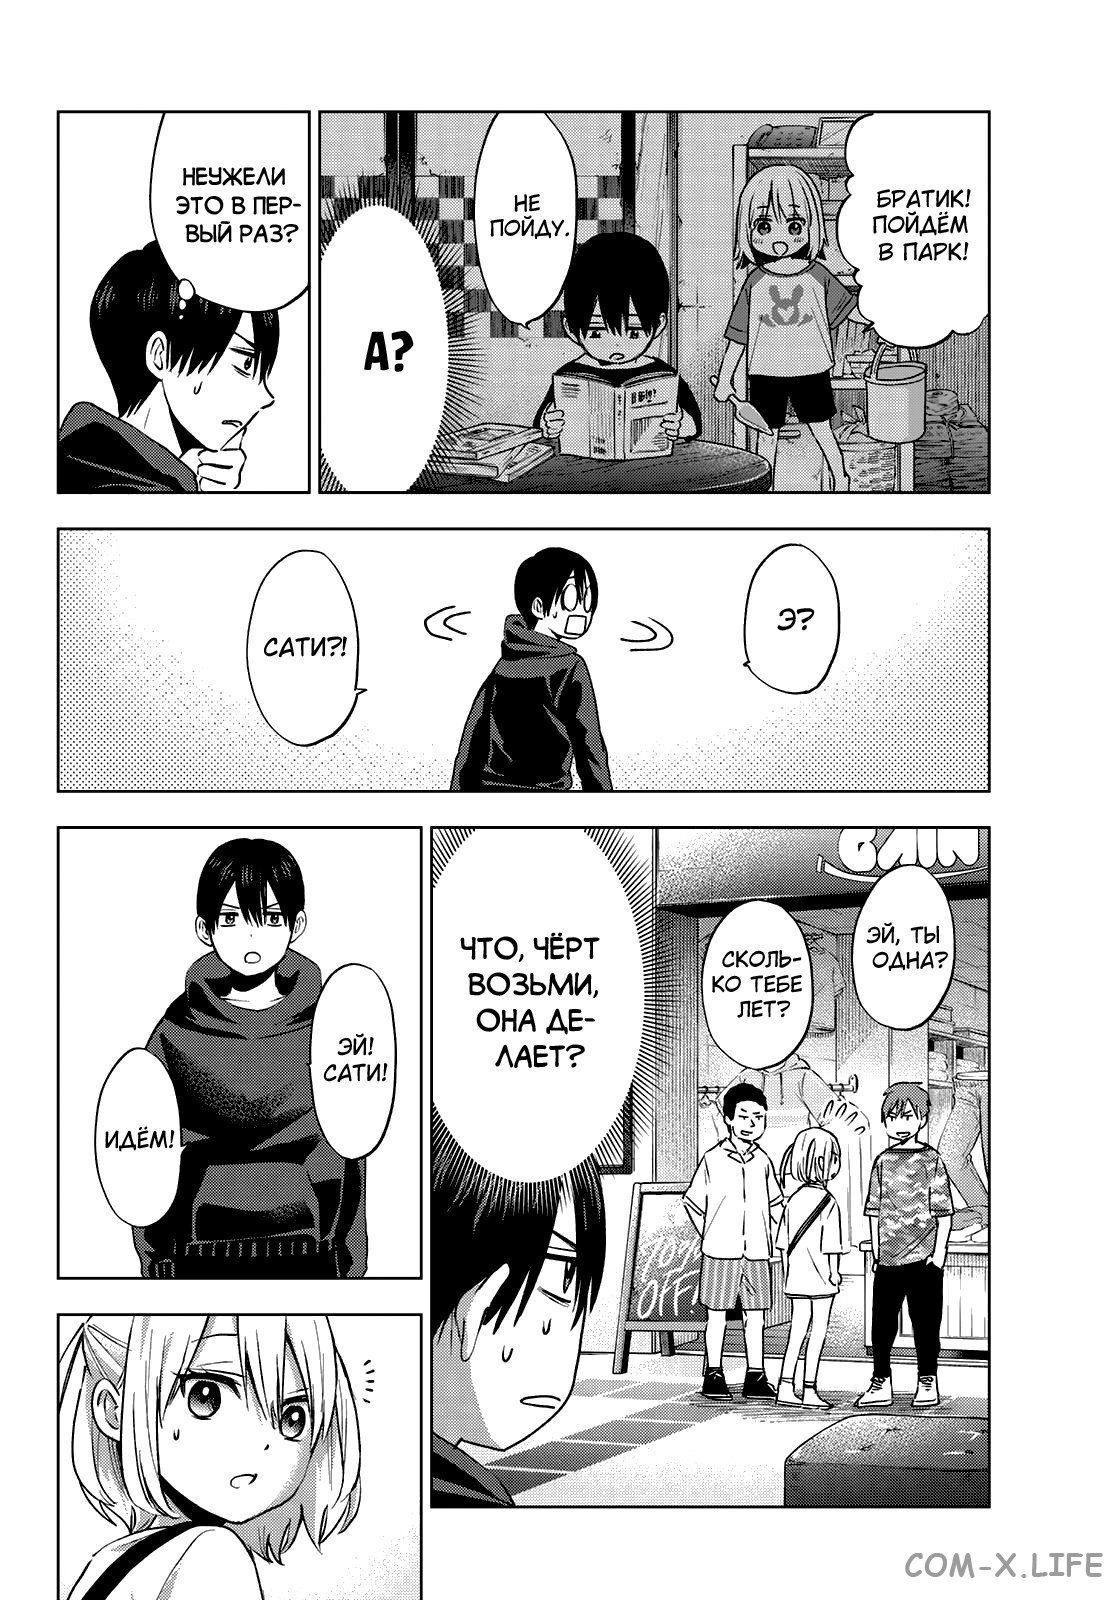 БРАТИК!
ПОЙДЁМ
В ПАРК!
НЕ
ПОЙДУ.
А?
НЕУЖЕЛИ
ЭТО В ПЕР-
ВЫЙ РАЗ?
Э?
САТИ?!
ЭЙ, ТЫ
ОДНА?
СКОЛЬ-
КО ТЕБЕ
ЛЕТ?
ЧТО, ЧЁРТ
ВОЗЬМИ,
ОНА ДЕ-
ЛАЕТ?
70%
OFF!
ЭЙ!
САТИ!
ИДЁМ!
COM-X.LIFE